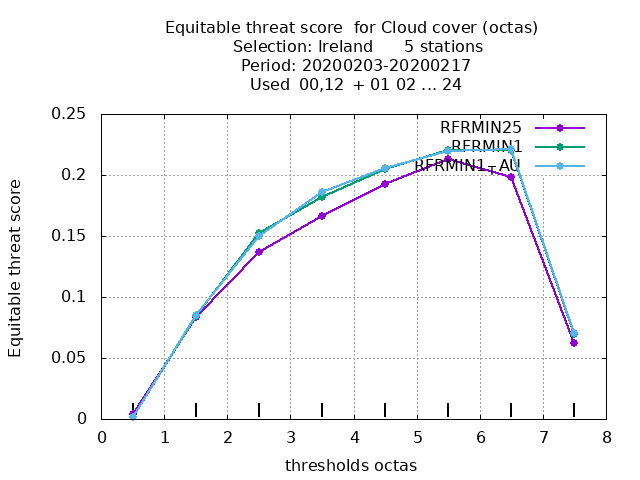 Equitable threat score  for Cloud cover (octas)
Selection: Ireland      5 stations
Period: 20200203-20200217
Used  00,12  + 01 02 ... 24
RFRMIN25
RFRMIN1
RFRMIN1+AU
0.25
0.2
0.15
0.1
0.05
0
Equitable threat score
0 1 2 3 4 5 6 7 8
thresholds octas